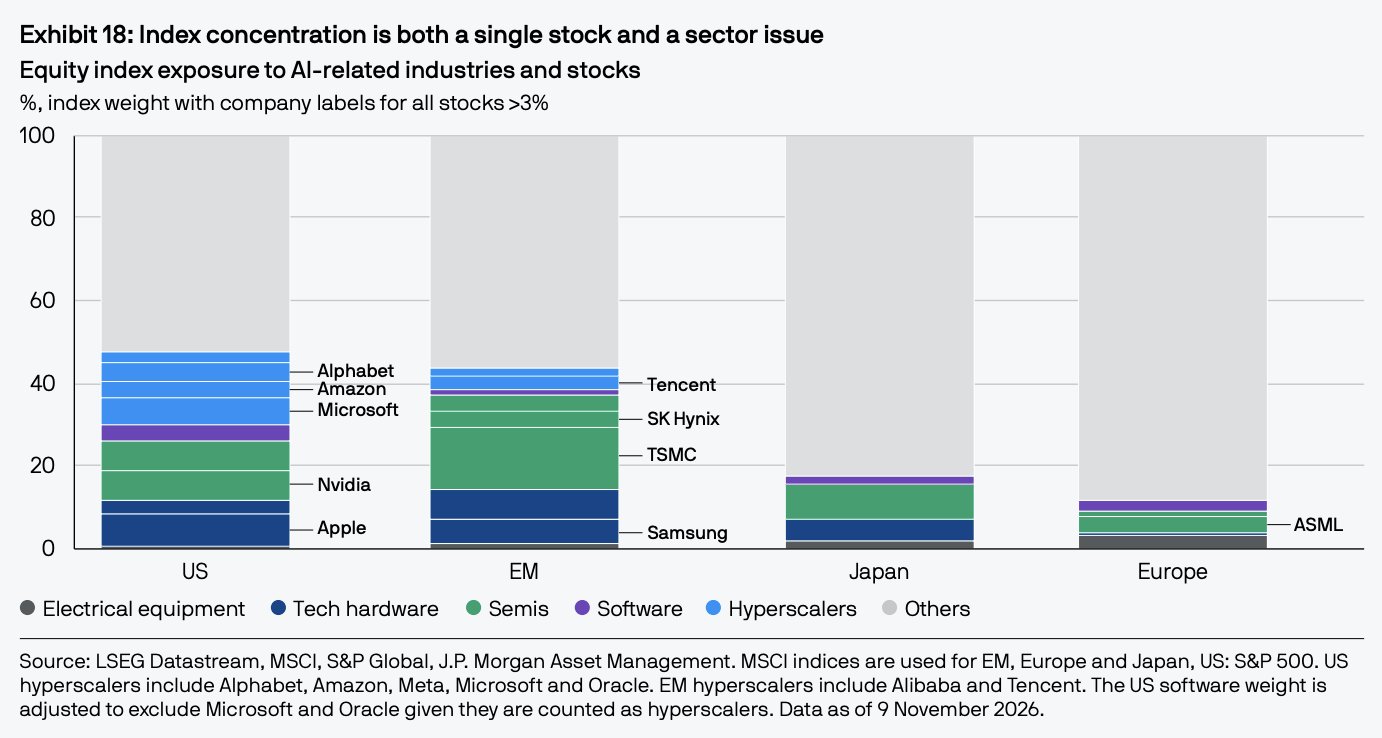 Exhibit 18: Index concentration is both a single stock and a sector issue
Equity index exposure to AI-related industries and stocks
%, index weight with company labels for all stocks >3%
100
80
60
40
20
0
Alphabet
Amazon
Microsoft
Nvidia
Apple
Tencent
SK Hynix
TSMC
Samsung
ASML
US
EM
Japan
Europe
Electrical equipment
Tech hardware
Semis
Software
Hyperscalers
Others
Source: LSEG Datastream, MSCI, S&P Global, J.P. Morgan Asset Management. MSCI indices are used for EM, Europe and Japan, US: S&P 500. US
hyperscalers include Alphabet, Amazon, Meta, Microsoft and Oracle. EM hyperscalers include Alibaba and Tencent. The US software weight is
adjusted to exclude Microsoft and Oracle given they are counted as hyperscalers. Data as of 9 November 2026.